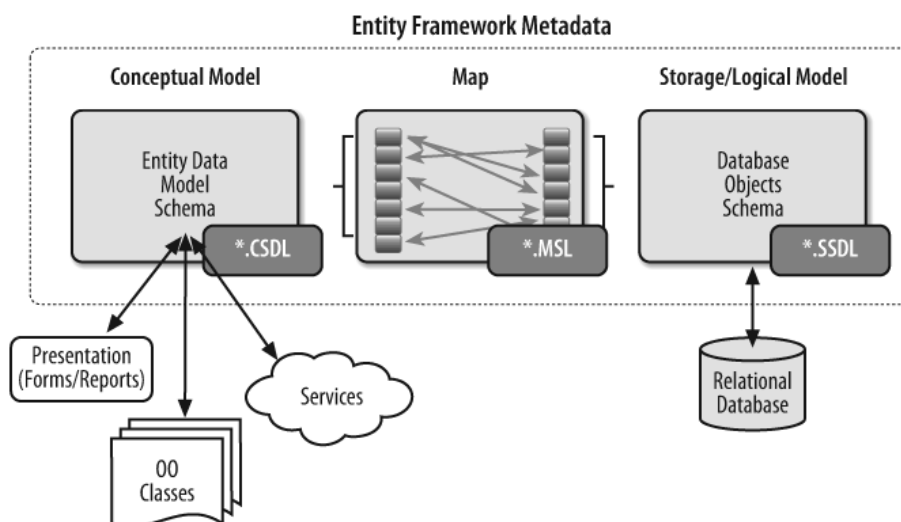 Entity Framework Metadata
Conceptual Model
Map
Storage/Logical Model
Entity Data
Model
Schema
*.CSDL
*.MSL
Database
Objects
Schema
*.SSDL
Presentation
(Forms/Reports)
Services
Relational
Database
OO
Classes